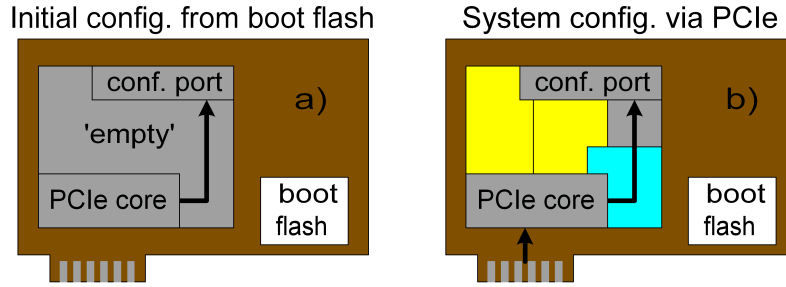 Initial config. from boot flash
conf. port
a)
'empty'
PCIe core
boot
flash
System config. via PCIe
conf. port
b)
PCIe core
boot
flash